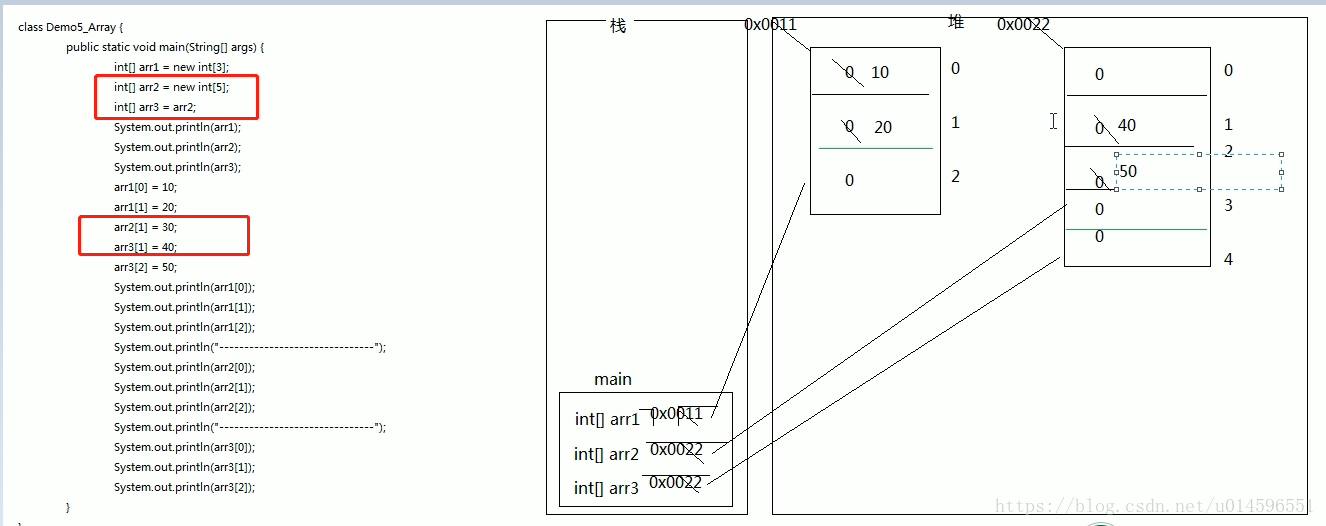 class Demo5_Array {
public static void main(String[] args) {
int[] arr1 = new int[3];
int[] arr2 = new int[5];
int[] arr3 = arr2;
System.out.println(arr1);
System.out.println(arr2);
System.out.println(arr3);
arr1[0] = 10;
arr1[1] = 20;
arr2[1] = 30;
arr3[1] = 40;
arr3[2] = 50;
System.out.println(arr1[0]);
System.out.println(arr1[1]);
System.out.println(arr1[2]);
System.out.println("-------------------------------");
System.out.println(arr2[0]);
System.out.println(arr2[1]);
System.out.println(arr2[2]);
System.out.println("-------------------------------");
System.out.println(arr3[0]);
System.out.println(arr3[1]);
System.out.println(arr3[2]);
}
}
栈
main
int[] arr1 0x0011
int[] arr2 0x0022
int[] arr3 0x0022
堆
0x0011
0 10 0
0 20 1
0 2
0x0022
0 0
0 40 1
2
0 50
0 3
0
4
https://blog.csdn.net/u014596551